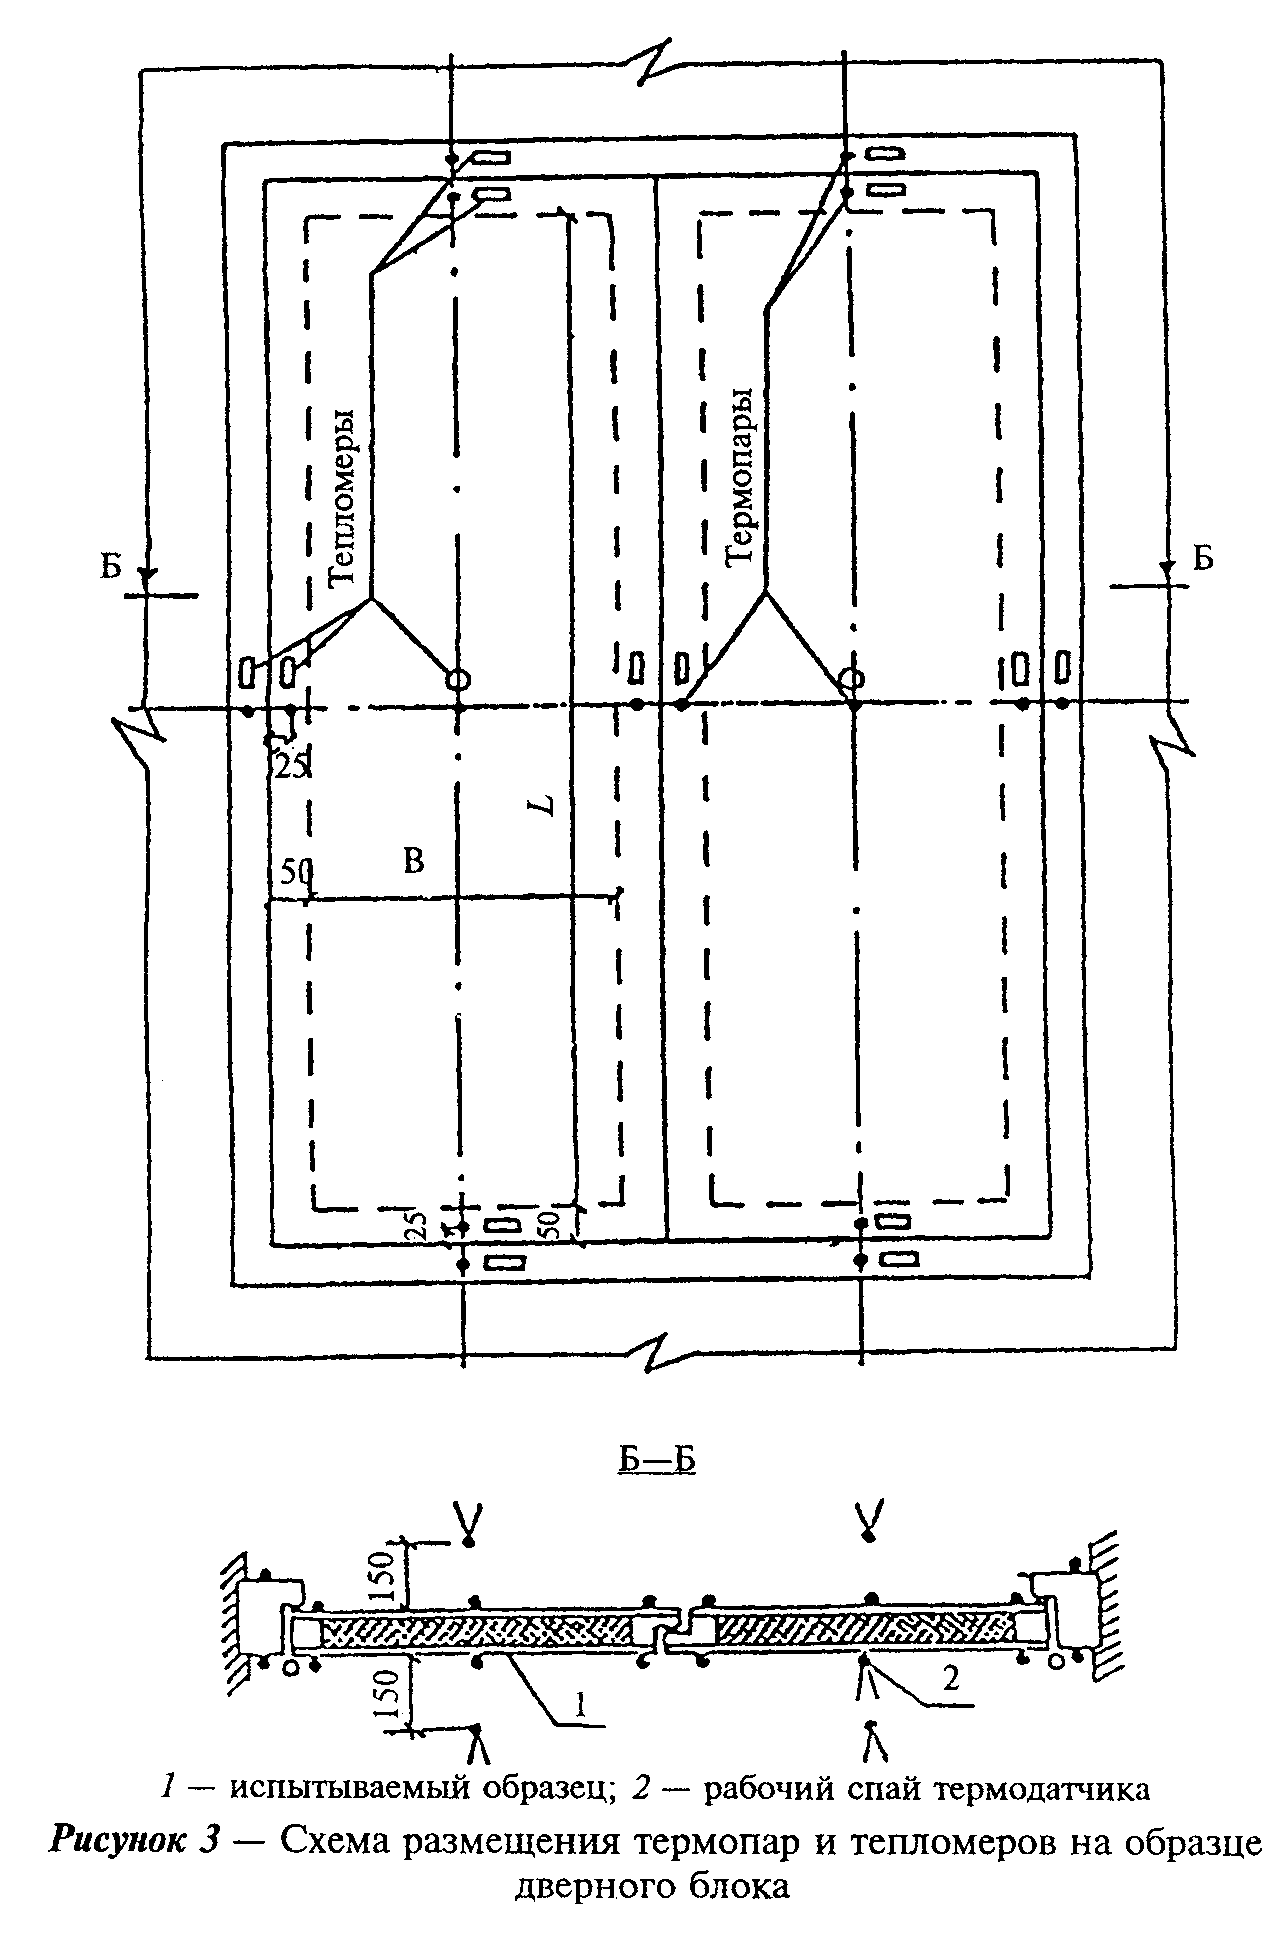 Тепломеры
Термопары
Б
Б
25
L
50
В
25
50
Б—Б
150
150
1
2
1 — испытываемый образец; 2 — рабочий спай термодатчика
Рисунок 3 — Схема размещения термопар и тепломеров на образце
дверного блока